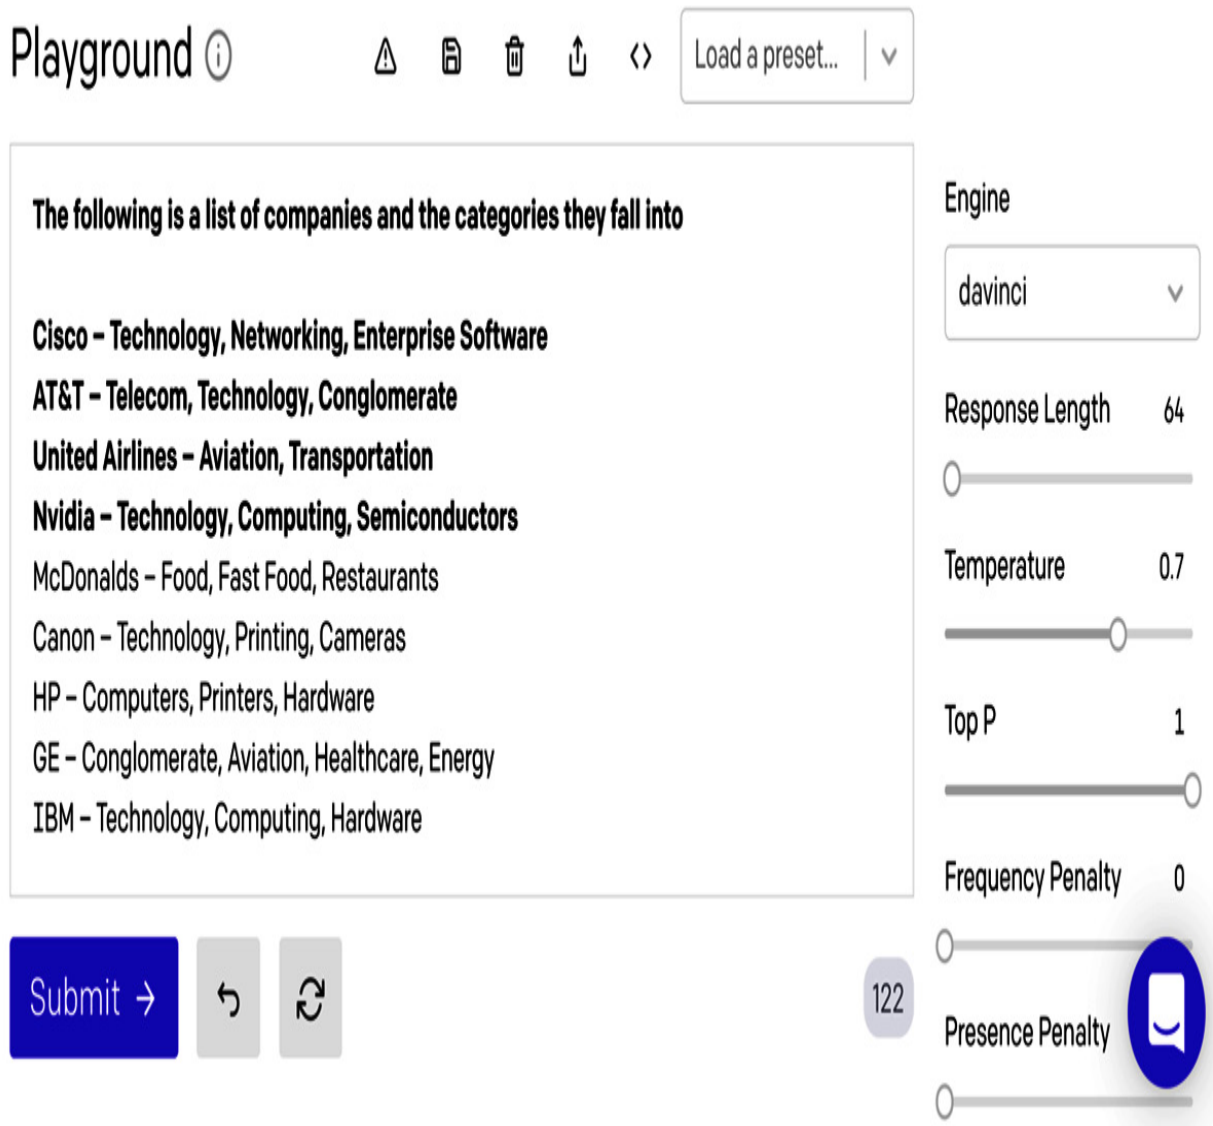 Playground
Load a preset...
The following is a list of companies and the categories they fall into
Cisco – Technology, Networking, Enterprise Software
AT&T – Telecom, Technology, Conglomerate
United Airlines – Aviation, Transportation
Nvidia – Technology, Computing, Semiconductors
McDonalds – Food, Fast Food, Restaurants
Canon – Technology, Printing, Cameras
HP – Computers, Printers, Hardware
GE – Conglomerate, Aviation, Healthcare, Energy
IBM – Technology, Computing, Hardware
Submit →
122
Engine
davinci
Response Length 64
Temperature 0.7
Top P 1
Frequency Penalty 0
Presence Penalty